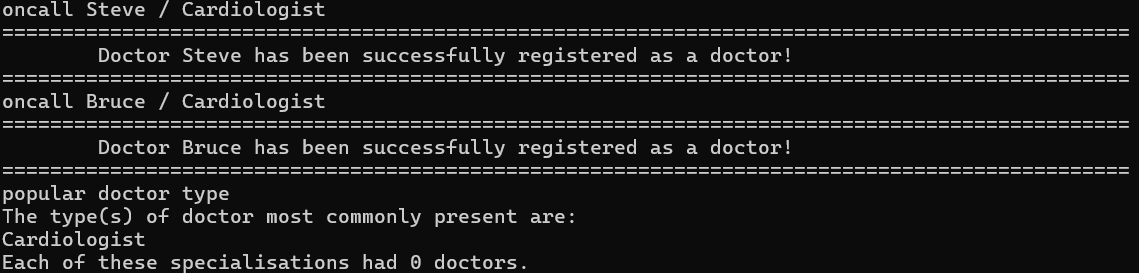 oncall Steve / Cardiologist
==============================================================================================
Doctor Steve has been successfully registered as a doctor!
==============================================================================================
oncall Bruce / Cardiologist
==============================================================================================
Doctor Bruce has been successfully registered as a doctor!
==============================================================================================
popular doctor type
The type(s) of doctor most commonly present are:
Cardiologist
Each of these specialisations had 0 doctors.